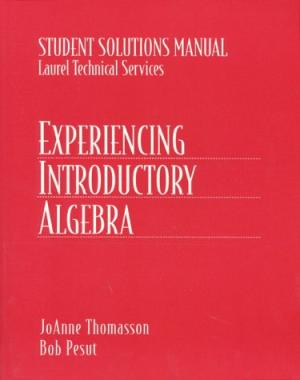 STUDENT SOLUTIONS MANUAL
Laurel Technical Services
EXPERIENCING
INTRODUCTORY
ALGEBRA
JoAnne Thomasson
Bob Pesut